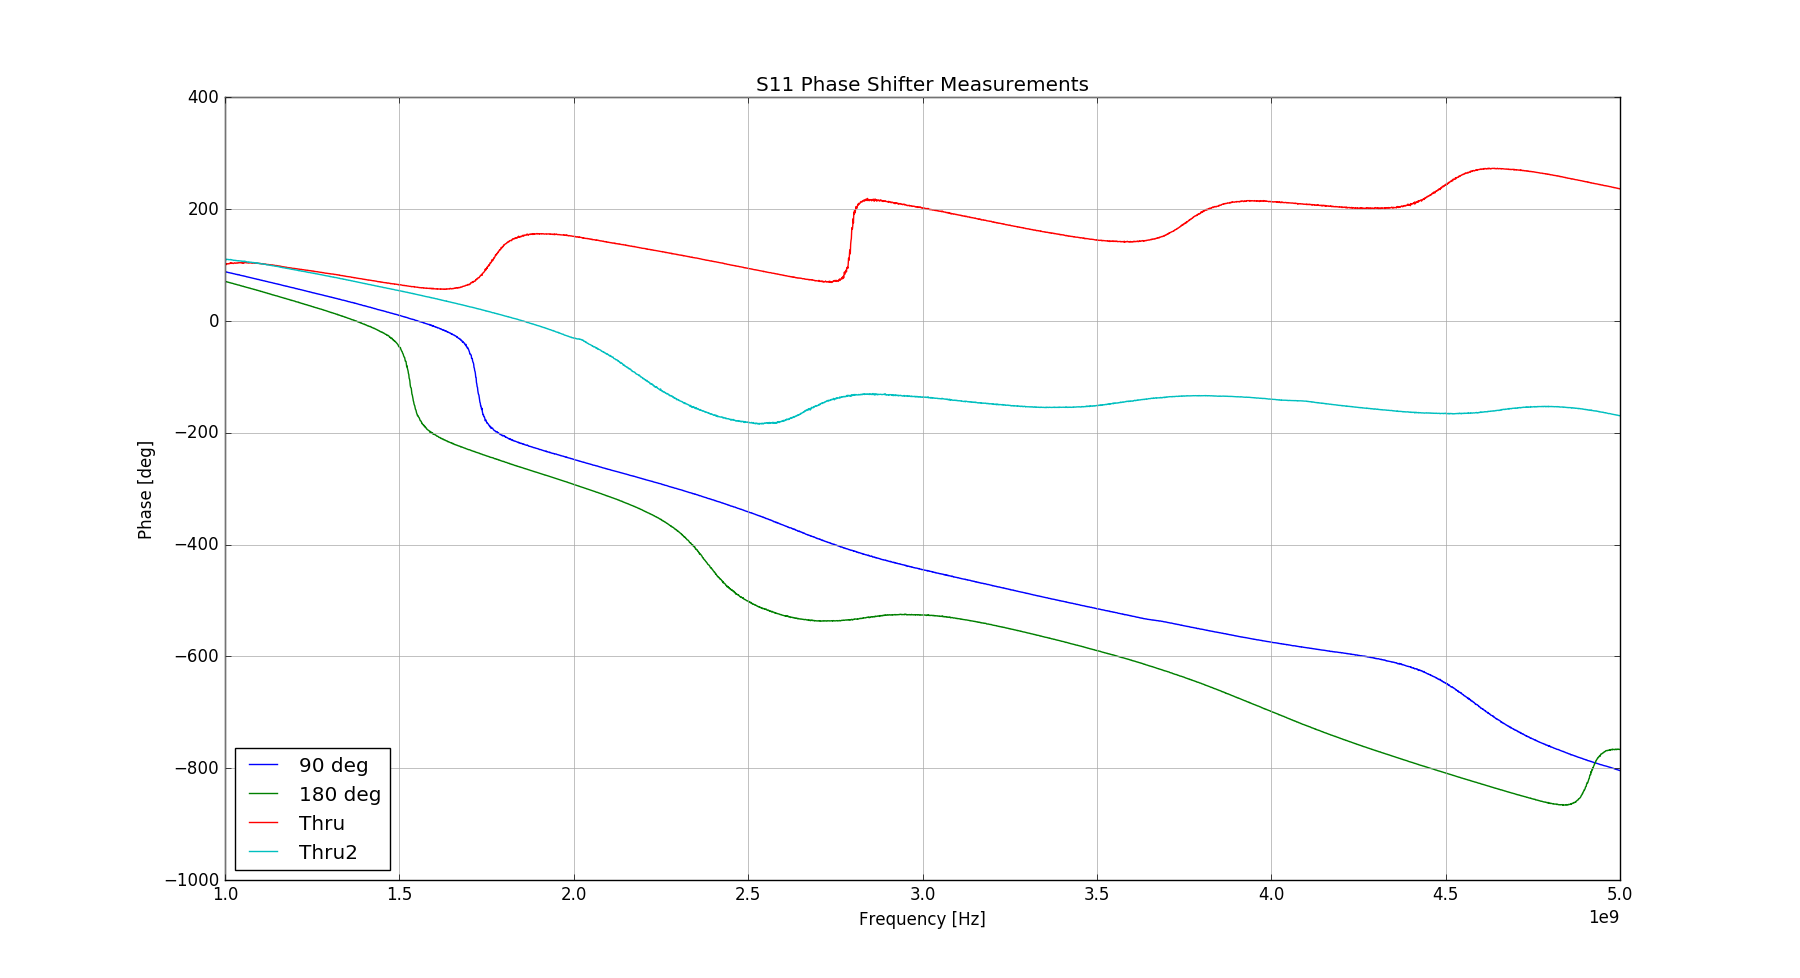 S11 Phase Shifter Measurements
400
200
0
−200
−400
−600
−800
−1000
Phase [deg]
90 deg
180 deg
Thru
Thru2
1.0 1.5 2.0 2.5 3.0 3.5 4.0 4.5 5.0
1e9
Frequency [Hz]